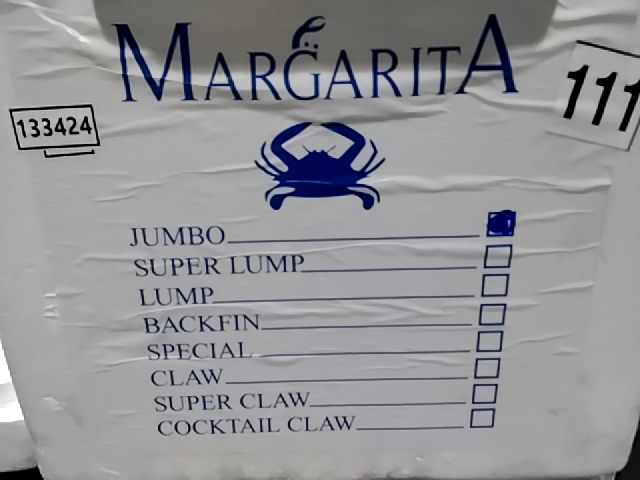 MARGARITA
133424
111
JUMBO
SUPER LUMP
LUMP
BACKFIN
SPECIAL
CLAW
SUPER CLAW
COCKTAIL CLAW